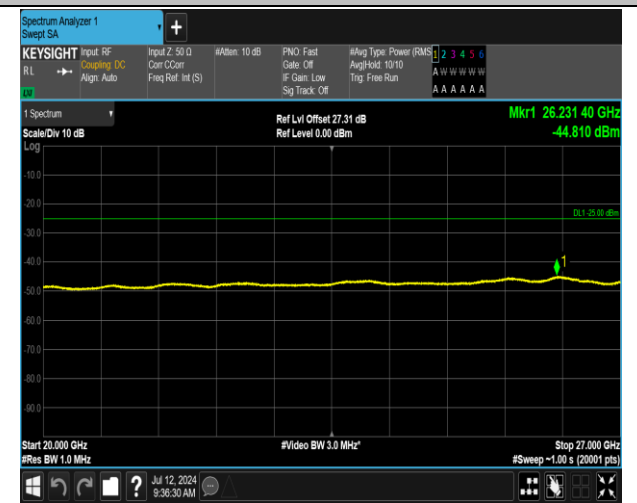 Spectrum Analyzer 1
Swept SA
+
KEYSIGHT Input: RF Input Z: 50 Ω #Atten: 10 dB PNO: Fast #Avg Type: Power (RMS 1 2 3 4 5 6
RL Coupling: DC Corr CCorr Gate: Off Avg|Hold: 10/10 A W W W W W
Align: Auto Freq Ref: Int (S) IF Gain: Low Trig: Free Run
LW Sig Track: Off A A A A A A
1 Spectrum Ref Lvl Offset 27.31 dB Mkr1 26.231 40 GHz
Scale/Div 10 dB Ref Level 0.00 dBm -44.810 dBm
Log
-10.0
-20.0
DL1 -25.00 dBm
-30.0
-40.0
1
-50.0
-60.0
-70.0
-80.0
-90.0
Start 20.000 GHz #Video BW 3.0 MHz* Stop 27.000 GHz
#Res BW 1.0 MHz #Sweep ~1.00 s (20001 pts)
? Jul 12, 2024
9:36:30 AM